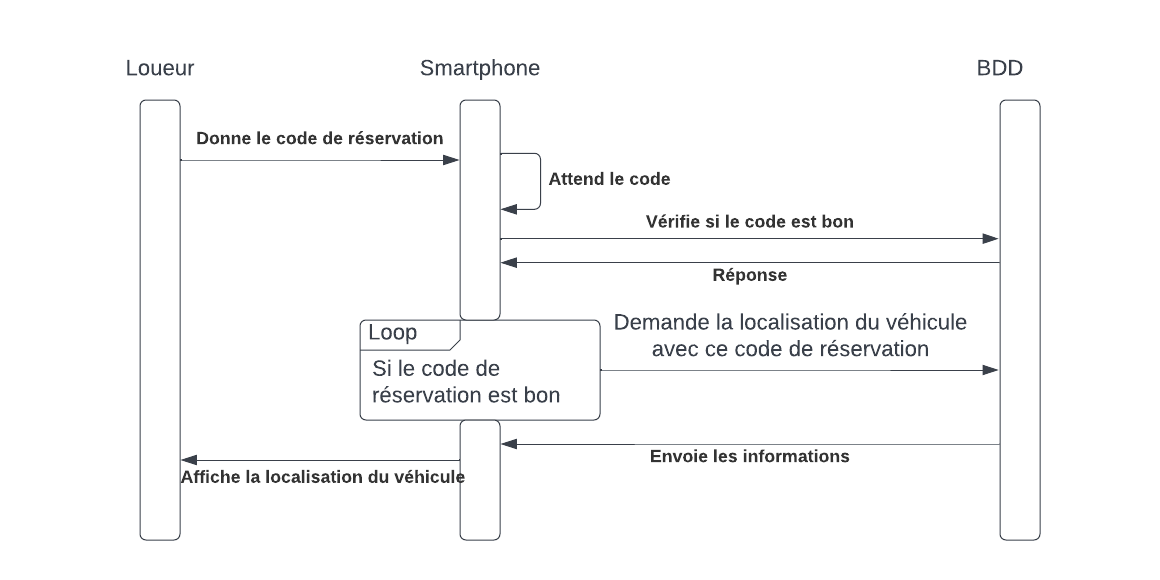 Loueur
Smartphone
BDD
Donne le code de réservation
Attend le code
Vérifie si le code est bon
Réponse
Demande la localisation du véhicule
avec ce code de réservation
Loop
Si le code de
réservation est bon
Envoie les informations
Affiche la localisation du véhicule